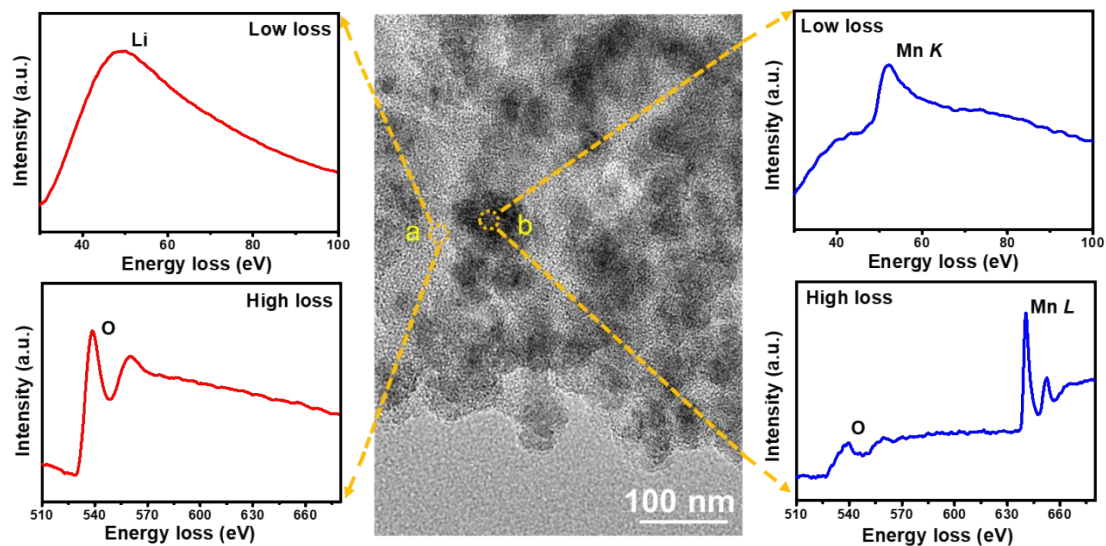 Low loss
Li
Intensity (a.u.)
40
60
80
100
Energy loss (eV)
High loss
O
Intensity (a.u.)
510
540
570
600
630
660
Energy loss (eV)
a
b
100 nm
Low loss
Mn K
Intensity (a.u.)
40
60
80
100
Energy loss (eV)
High loss
Mn L
O
Intensity (a.u.)
510
540
570
600
630
660
Energy loss (eV)